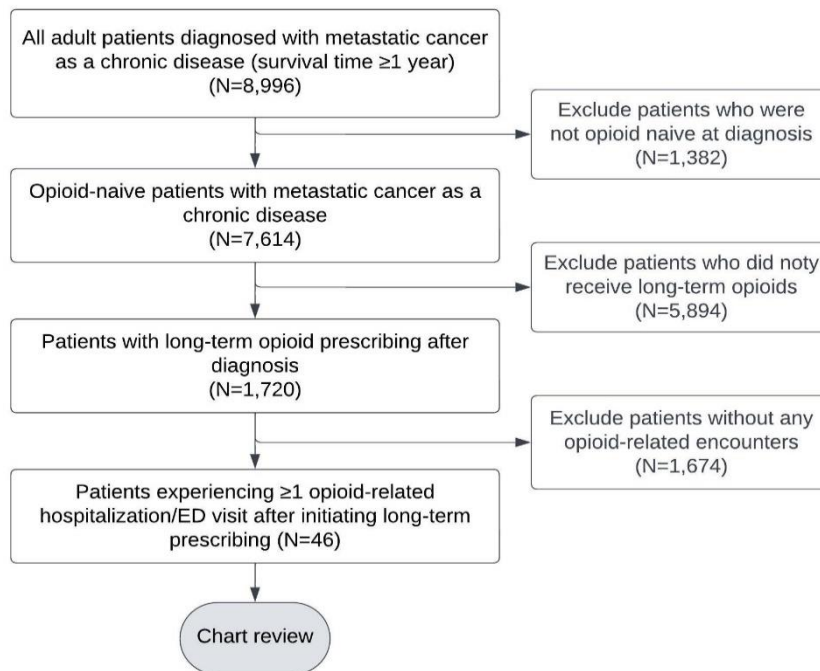 All adult patients diagnosed with metastatic cancer
as a chronic disease (survival time ≥1 year)
(N=8,996)
Exclude patients who were
not opioid naive at diagnosis
(N=1,382)
Opioid-naive patients with metastatic cancer as a
chronic disease
(N=7,614)
Exclude patients who did noty
receive long-term opioids
(N=5,894)
Patients with long-term opioid prescribing after
diagnosis
(N=1,720)
Exclude patients without any
opioid-related encounters
(N=1,674)
Patients experiencing ≥1 opioid-related
hospitalization/ED visit after initiating long-term
prescribing (N=46)
Chart review